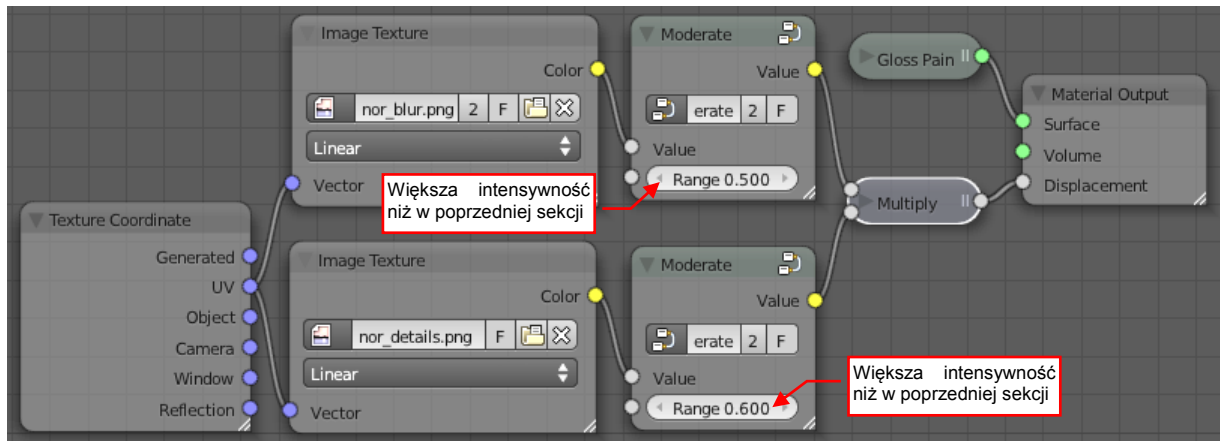 Image Texture
Color
nor_blur.png 2 F
Linear
Vector
Moderate
Value
erate 2 F
Value
Range 0.500
Większa intensywność
niż w poprzedniej sekcji
Gloss Pain
Material Output
Surface
Volume
Displacement
Multiply
Texture Coordinate
Generated
UV
Object
Camera
Window
Reflection
Image Texture
Color
nor_details.png F
Linear
Vector
Moderate
Value
erate 2 F
Value
Range 0.600
Większa intensywność
niż w poprzedniej sekcji